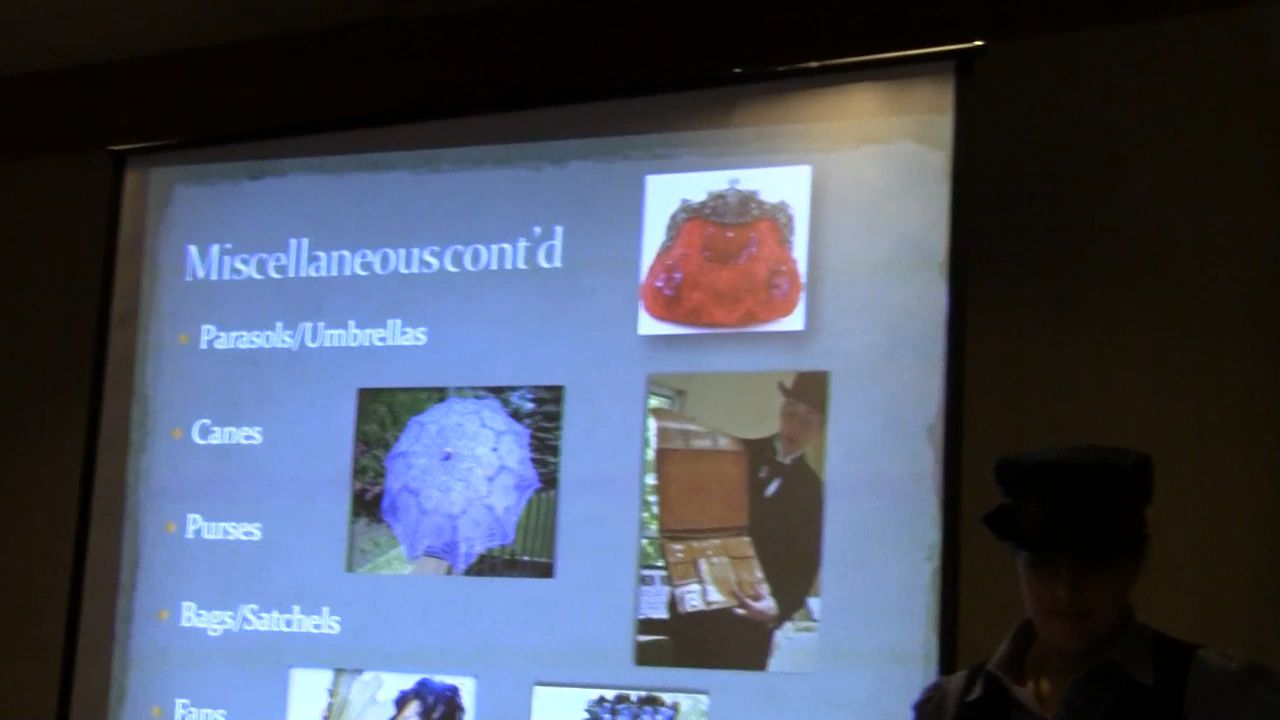 Miscellaneous cont'd
Parasols/Umbrellas
Canes
Purses
Bags/Satchels
Fans